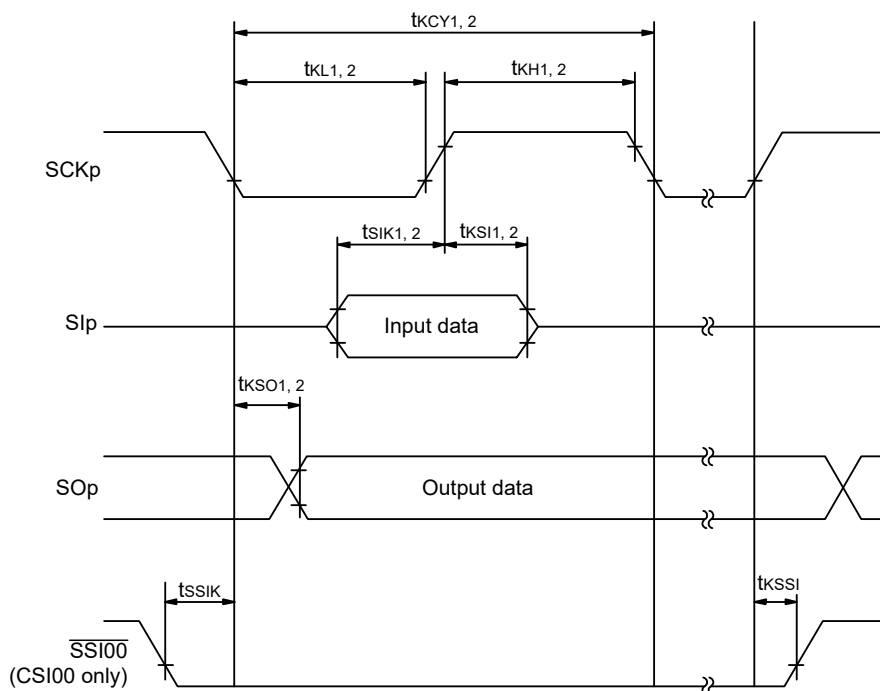 tKCY1, 2
tKL1, 2
tKH1, 2
SCKp
tSIK1, 2
tKSI1, 2
SIp
Input data
tKSO1, 2
SOp
Output data
tSSIK
tKSSI
SSI00
(CSI00 only)